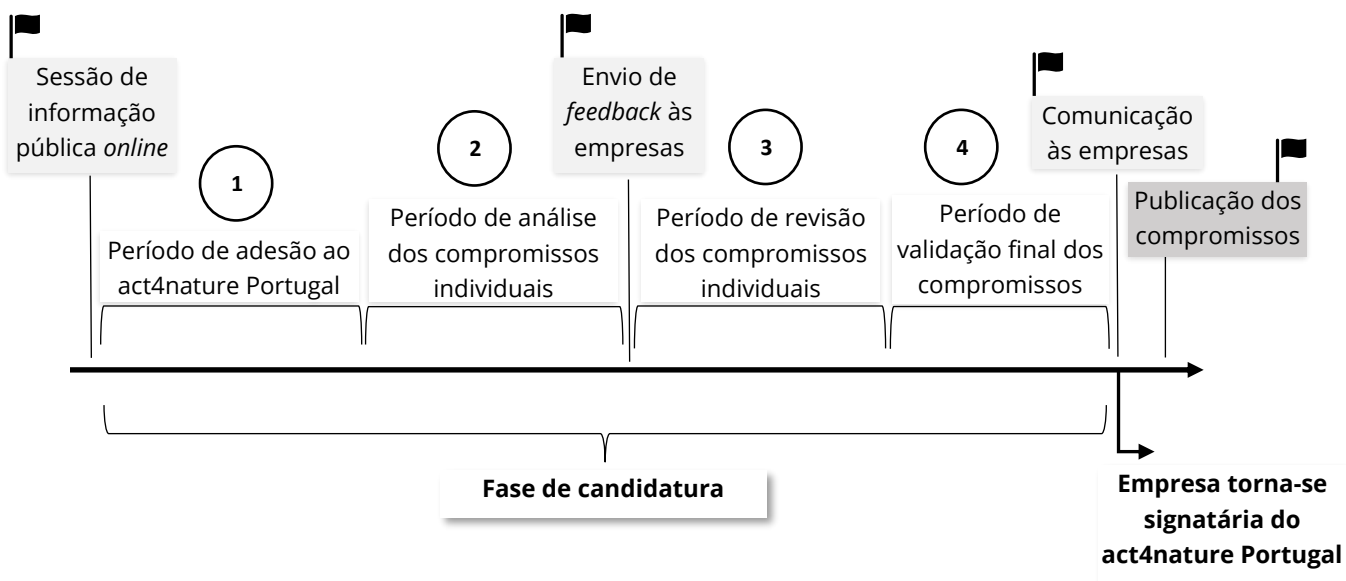 Sessão de
informação
pública online
1
Período de adesão ao
act4nature Portugal
2
Período de análise
dos compromissos
individuais
Envio de
feedback às
empresas
3
Período de revisão
dos compromissos
individuais
4
Período de
validação final dos
compromissos
Comunicação
às empresas
Publicação dos
compromissos
Fase de candidatura
Empresa torna-se
signatária do
act4nature Portugal